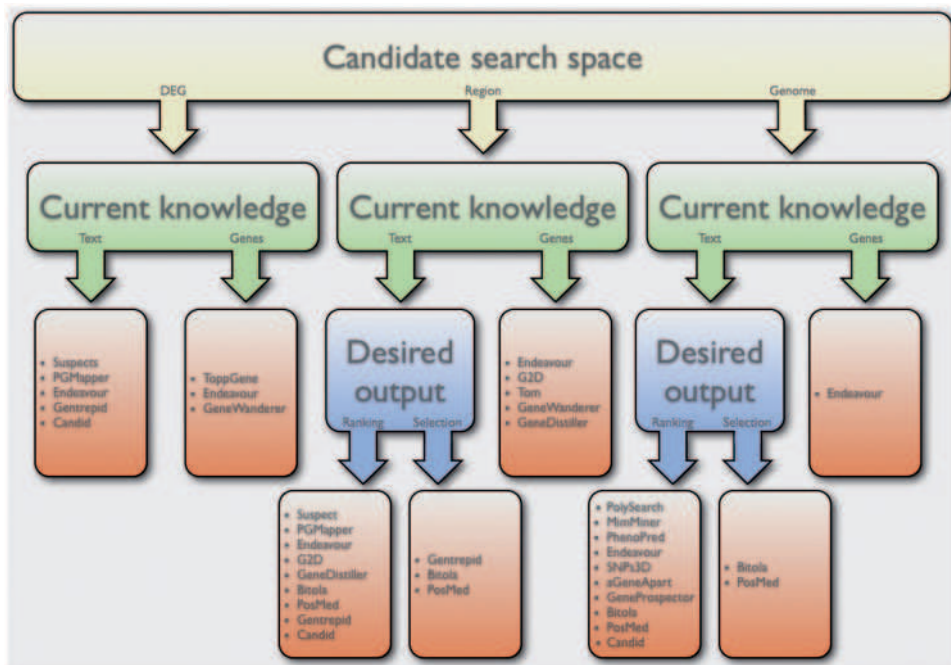 Candidate search space
DEG
Region
Genome
Current knowledge
Text
Genes
Current knowledge
Text
Genes
Current knowledge
Text
Genes
• Suspects
• PGMapper
• Endeavour
• Gentrepid
• Candid
• ToppGene
• Endeavour
• GeneWanderer
Desired
output
Ranking
Selection
• Endeavour
• G2D
• Tom
• GeneWanderer
• GeneDistiller
Desired
output
Ranking
Selection
• Endeavour
• Suspect
• PGMapper
• Endeavour
• G2D
• GeneDistiller
• Bitola
• PosMed
• Gentrepid
• Candid
• Gentrepid
• Bitola
• PosMed
• PolySearch
• MimMiner
• PhenoPred
• Endeavour
• SNPs3D
• aGeneApart
• GeneProspector
• Bitola
• PosMed
• Candid
• Bitola
• PosMed